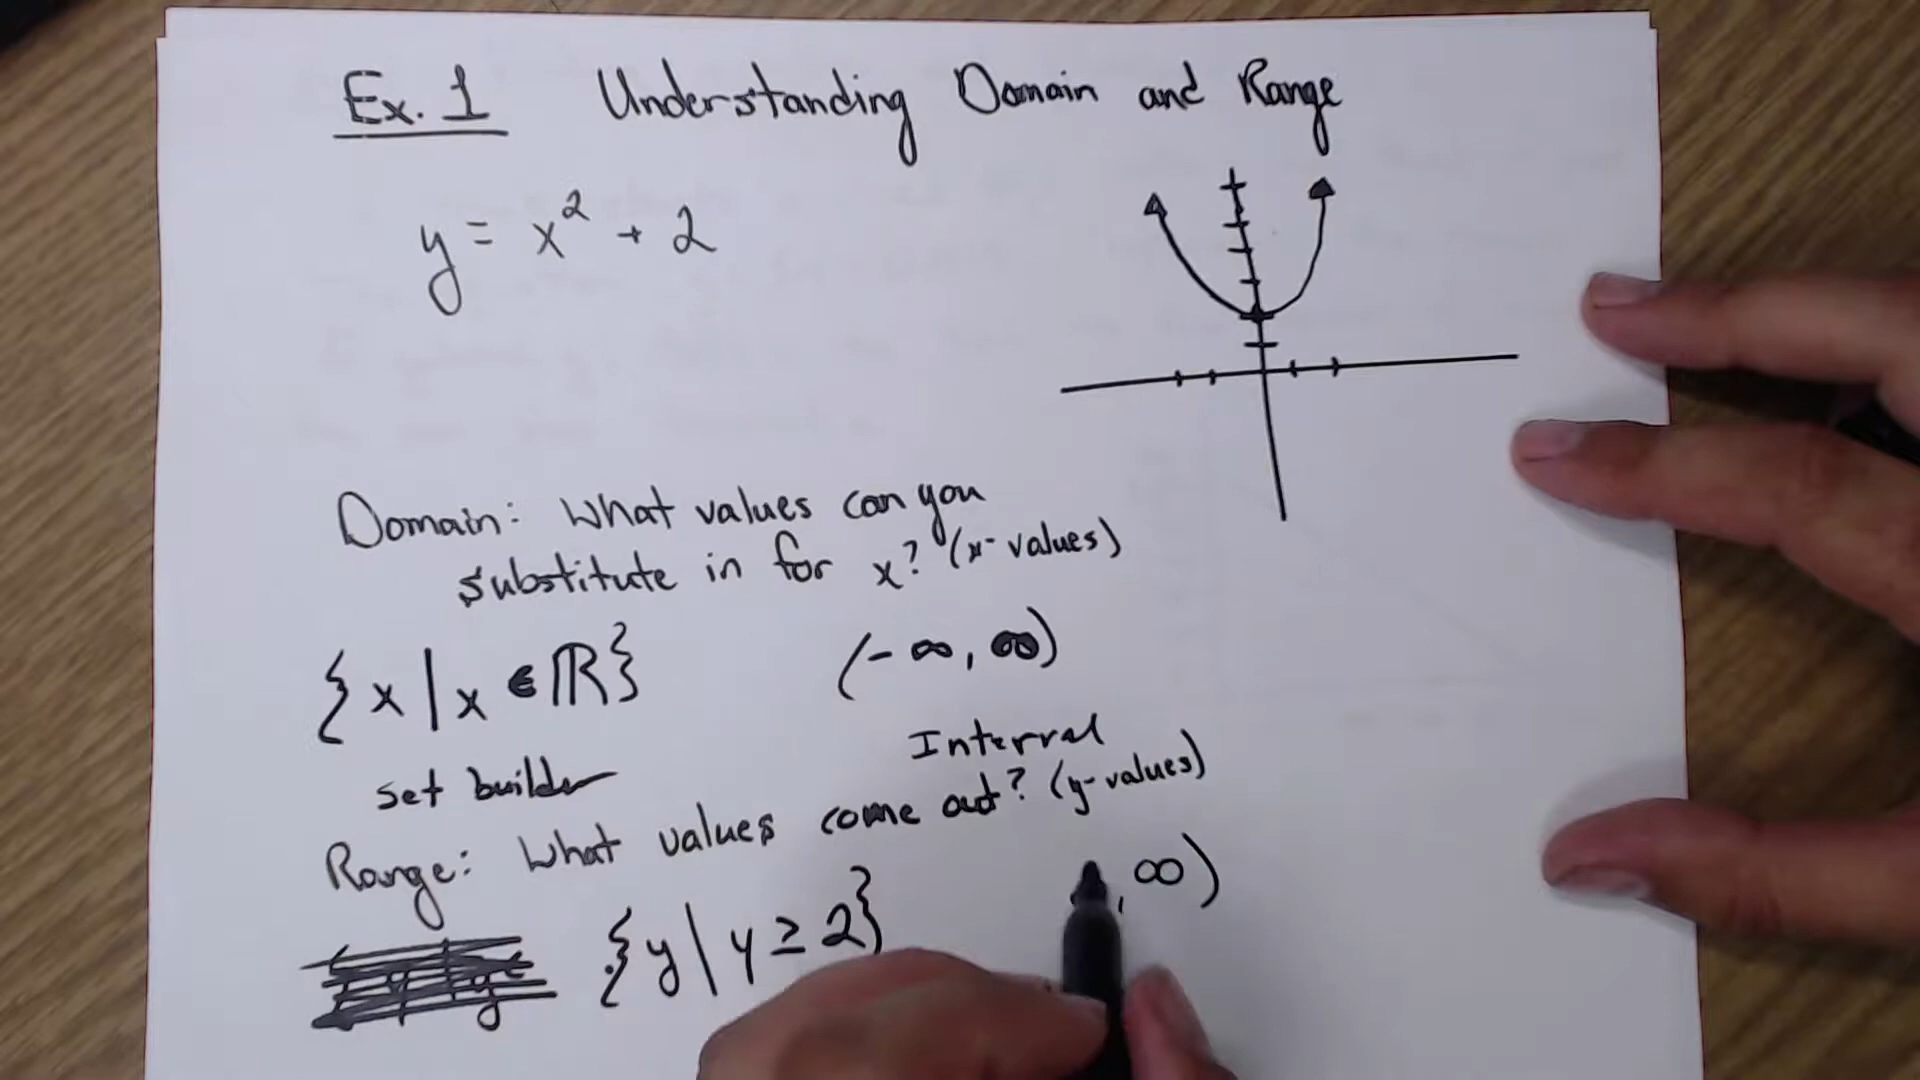 Ex. 1 Understanding Domain and Range
y = x² + 2
Domain: What values can you
substitute in for x? (x-values)
{x | x ∈ ℝ} (-∞, ∞)
set builder Interval
Range: What values come out? (y-values)
{y | y ≥ 2} , ∞)